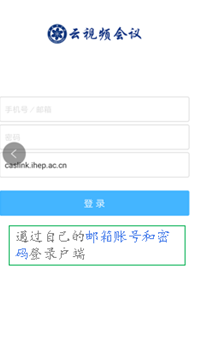 云视频会议
手机号 / 邮箱
密码
caslink.ihep.ac.cn
登 录
通过自己的邮箱账号和密
码登录户端